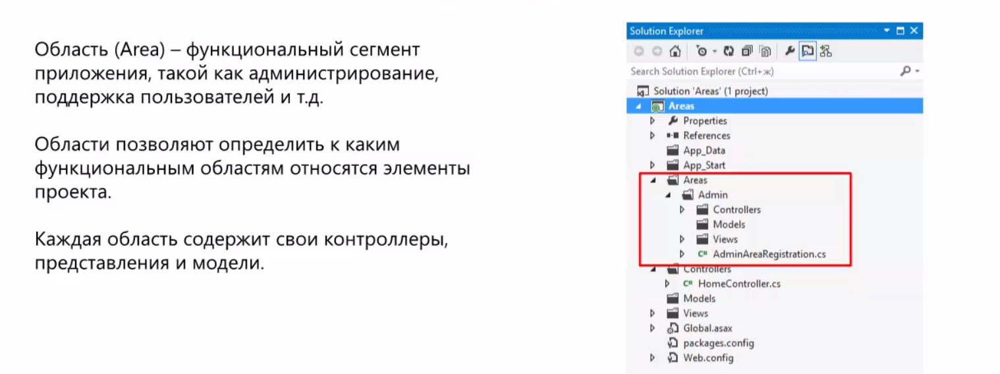 Область (Area) – функциональный сегмент
приложения, такой как администрирование,
поддержка пользователей и т.д.
Области позволяют определить к каким
функциональным областям относятся элементы
проекта.
Каждая область содержит свои контроллеры,
представления и модели.
Solution Explorer
Search Solution Explorer (Ctrl+ж)
Solution 'Areas' (1 project)
Areas
Properties
References
App_Data
App_Start
Areas
Admin
Controllers
Models
Views
C# AdminAreaRegistration.cs
Controllers
C# HomeController.cs
Models
Views
Global.asax
packages.config
Web.config